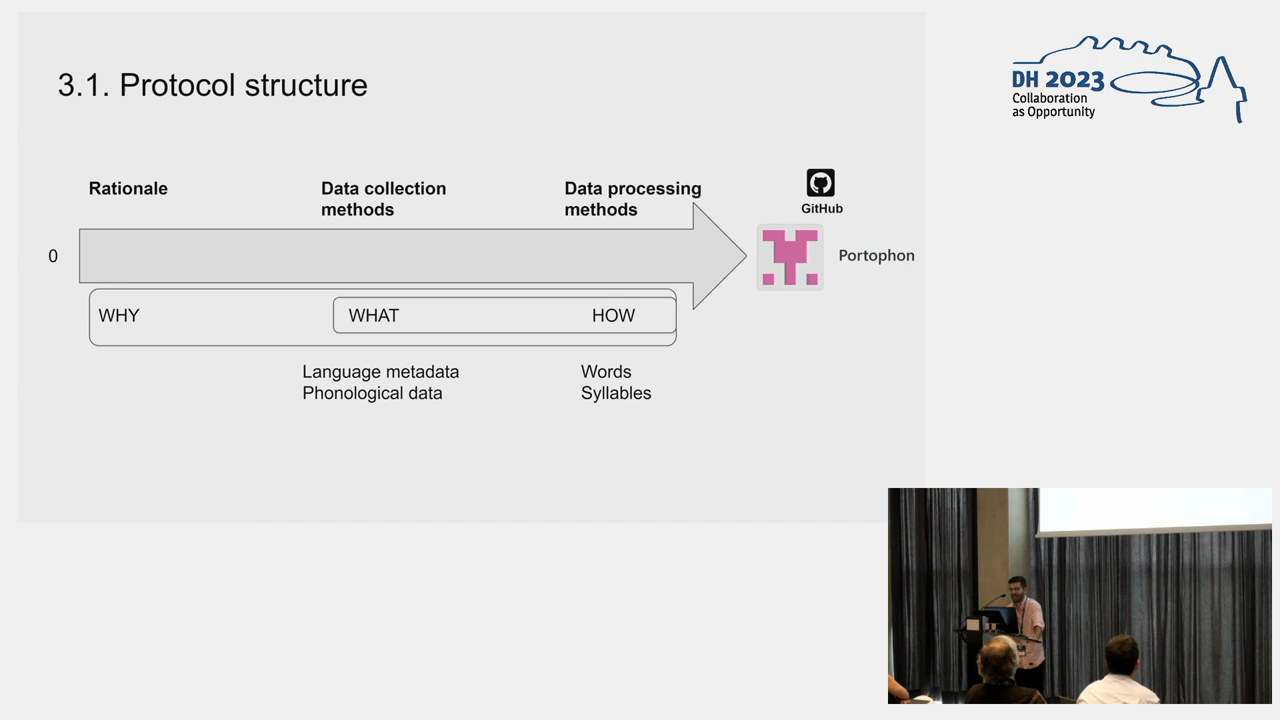 3.1. Protocol structure
DH 2023
Collaboration
as Opportunity
Rationale
Data collection
methods
Data processing
methods
GitHub
0
Portophon
WHY
WHAT
HOW
Language metadata
Phonological data
Words
Syllables